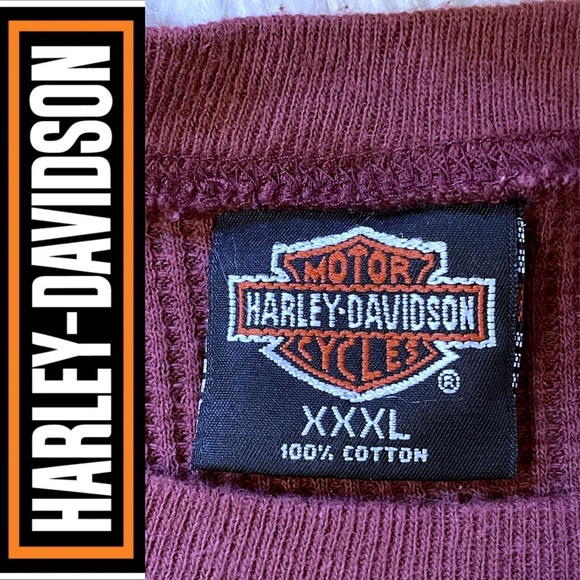 HARLEY-DAVIDSON
MOTOR
HARLEY-DAVIDSON
CYCLES
®
XXXL
100% COTTON